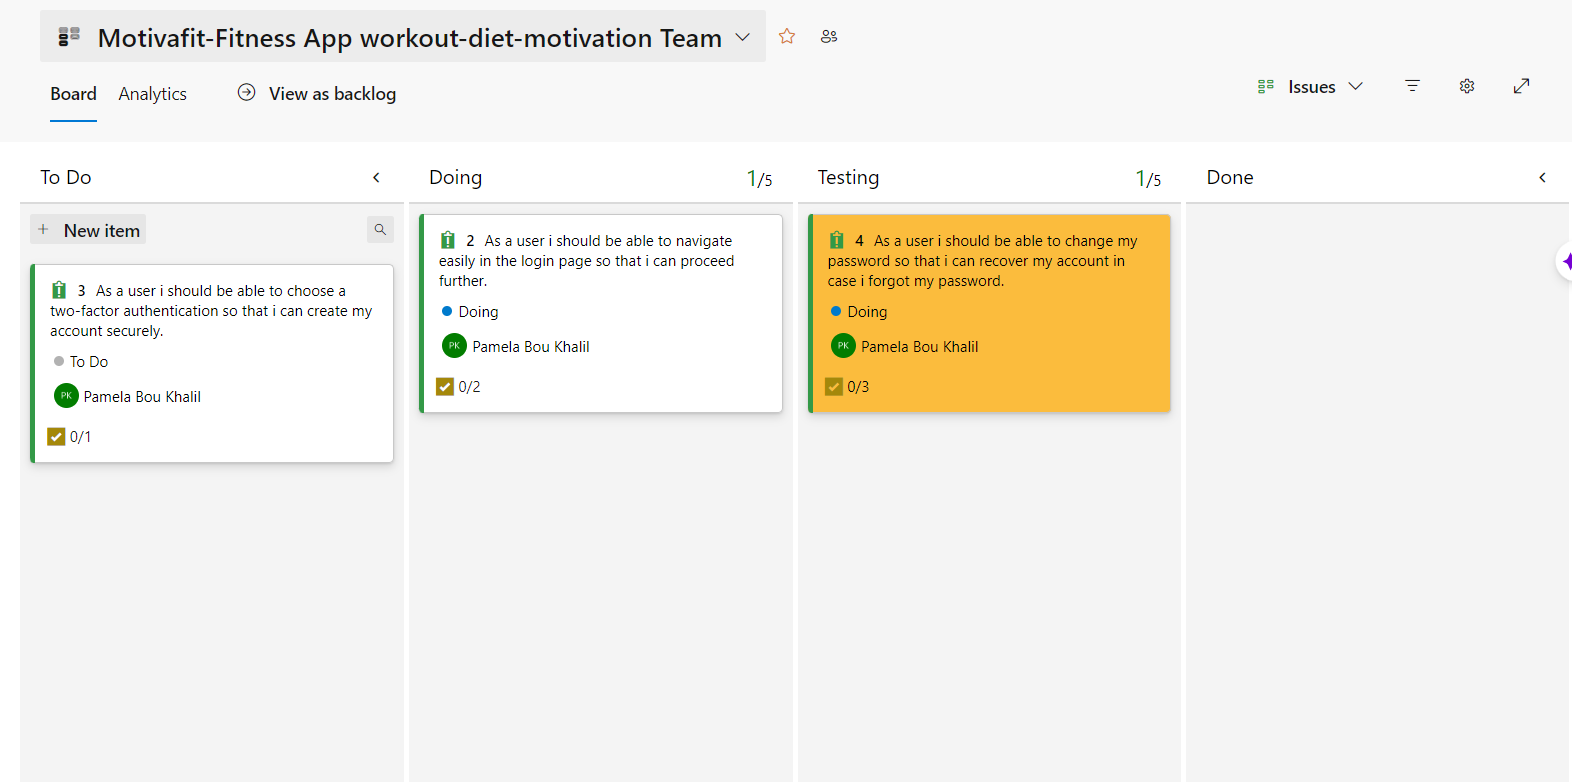 Motivafit-Fitness App workout-diet-motivation Team
Board Analytics View as backlog Issues
To Do
New item
3 As a user i should be able to choose a
two-factor authentication so that i can create my
account securely.
To Do
PK Pamela Bou Khalil
0/1
Doing 1/5
2 As a user i should be able to navigate
easily in the login page so that i can proceed
further.
Doing
PK Pamela Bou Khalil
0/2
Testing 1/5
4 As a user i should be able to change my
password so that i can recover my account in
case i forgot my password.
Doing
PK Pamela Bou Khalil
0/3
Done